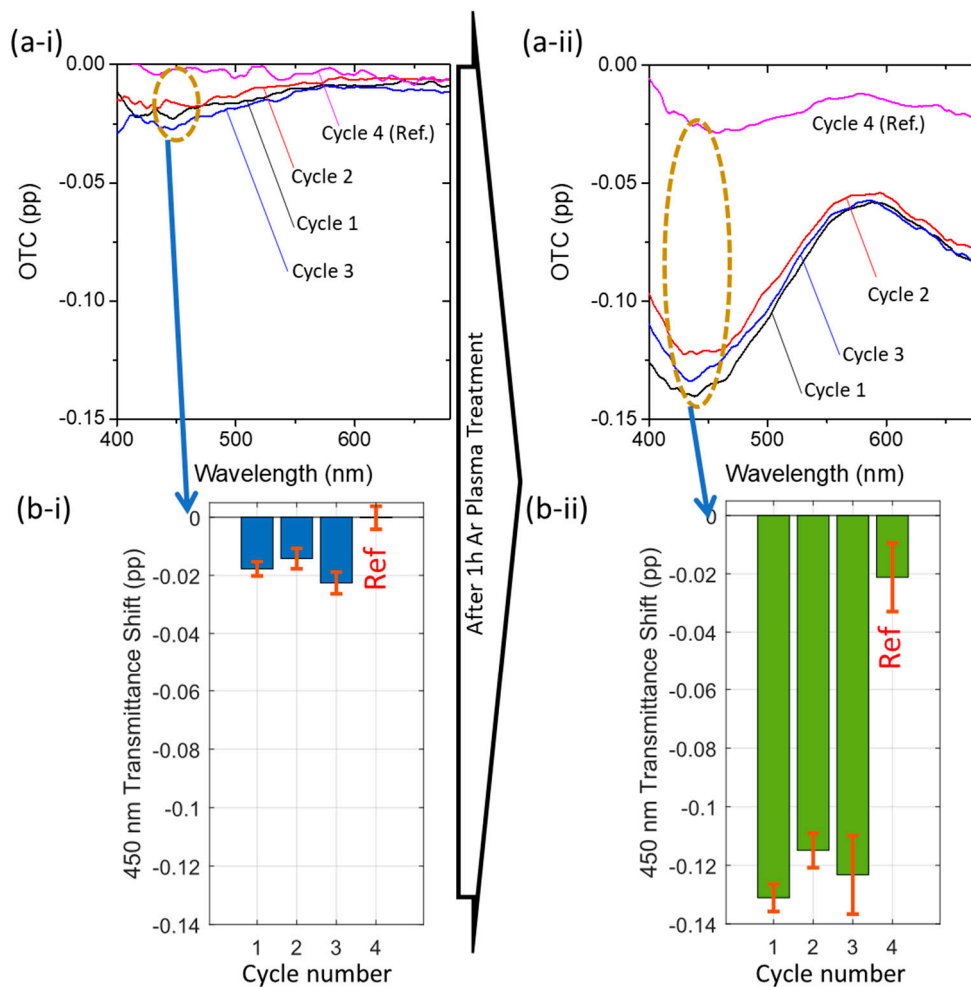 (a-i)
0.00
-0.05
-0.10
-0.15
OTC (pp)
Cycle 4 (Ref.)
Cycle 2
Cycle 1
Cycle 3
400
500
600
Wavelength (nm)
After 1h Ar Plasma Treatment
(a-ii)
0.00
-0.05
-0.10
-0.15
OTC (pp)
Cycle 4 (Ref.)
Cycle 2
Cycle 3
Cycle 1
400
500
600
Wavelength (nm)
(b-i)
0
-0.02
-0.04
-0.06
-0.08
-0.1
-0.12
-0.14
450 nm Transmittance Shift (pp)
Ref
1 2 3 4
Cycle number
(b-ii)
0
-0.02
-0.04
-0.06
-0.08
-0.1
-0.12
-0.14
450 nm Transmittance Shift (pp)
Ref
1 2 3 4
Cycle number